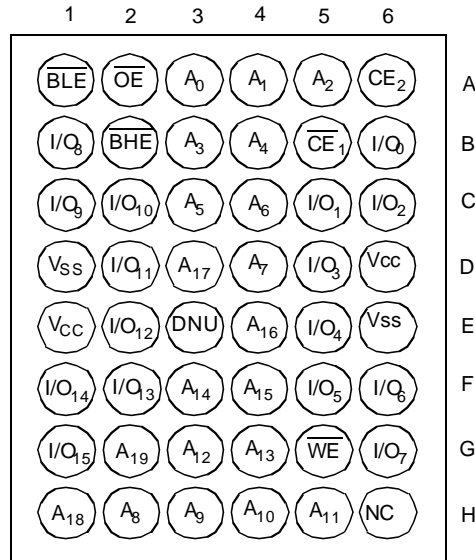 1 2 3 4 5 6
BLE OE A0 A1 A2 CE2 A
I/O8 BHE A3 A4 CE1 I/O0 B
I/O9 I/O10 A5 A6 I/O1 I/O2 C
VSS I/O11 A17 A7 I/O3 Vcc D
VCC I/O12 DNU A16 I/O4 Vss E
I/O14 I/O13 A14 A15 I/O5 I/O6 F
I/O15 A19 A12 A13 WE I/O7 G
A18 A8 A9 A10 A11 NC H